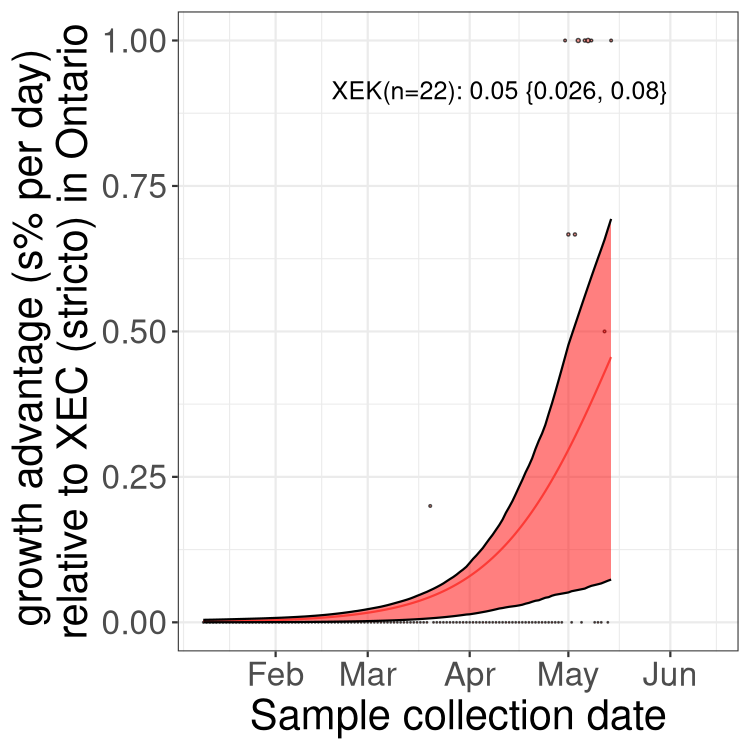 growth advantage (s% per day)
relative to XEC (stricto) in Ontario
1.00
XEK(n=22): 0.05 {0.026, 0.08}
0.75
0.50
0.25
0.00
Feb Mar Apr May Jun
Sample collection date